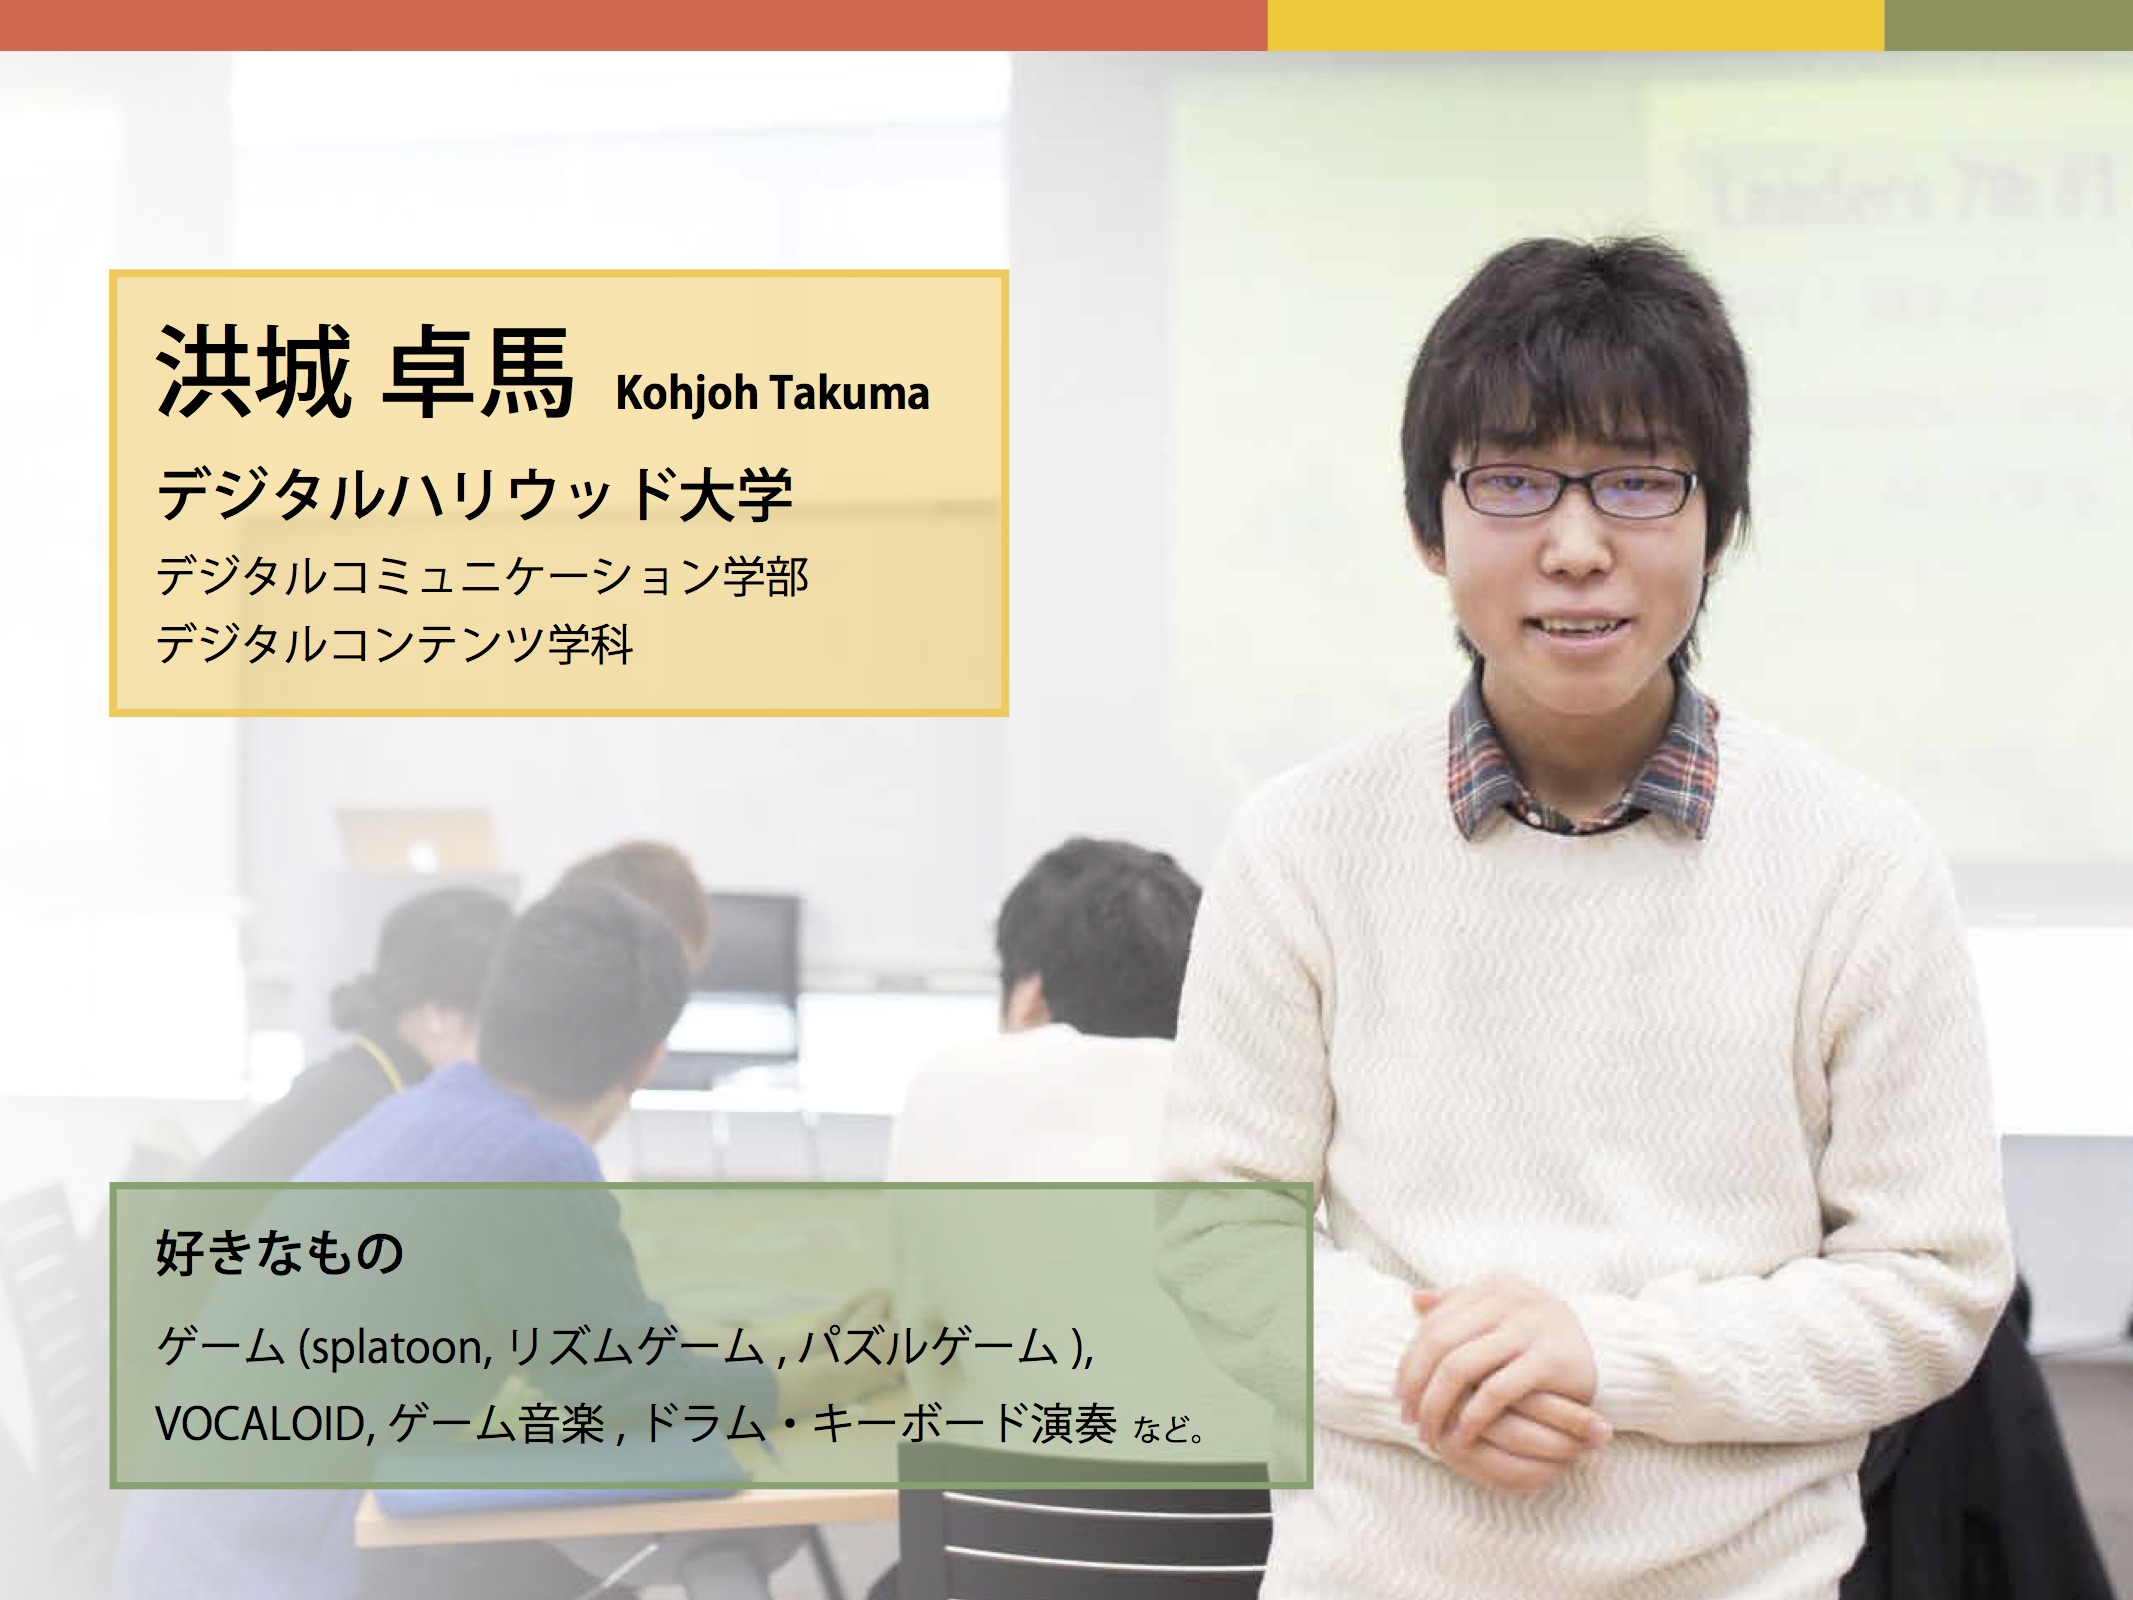 洪城 卓馬 Kohjoh Takuma
デジタルハリウッド大学
デジタルコミュニケーション学部
デジタルコンテンツ学科
好きなもの
ゲーム (splatoon, リズムゲーム , パズルゲーム ),
VOCALOID, ゲーム音楽 , ドラム・キーボード演奏 など。